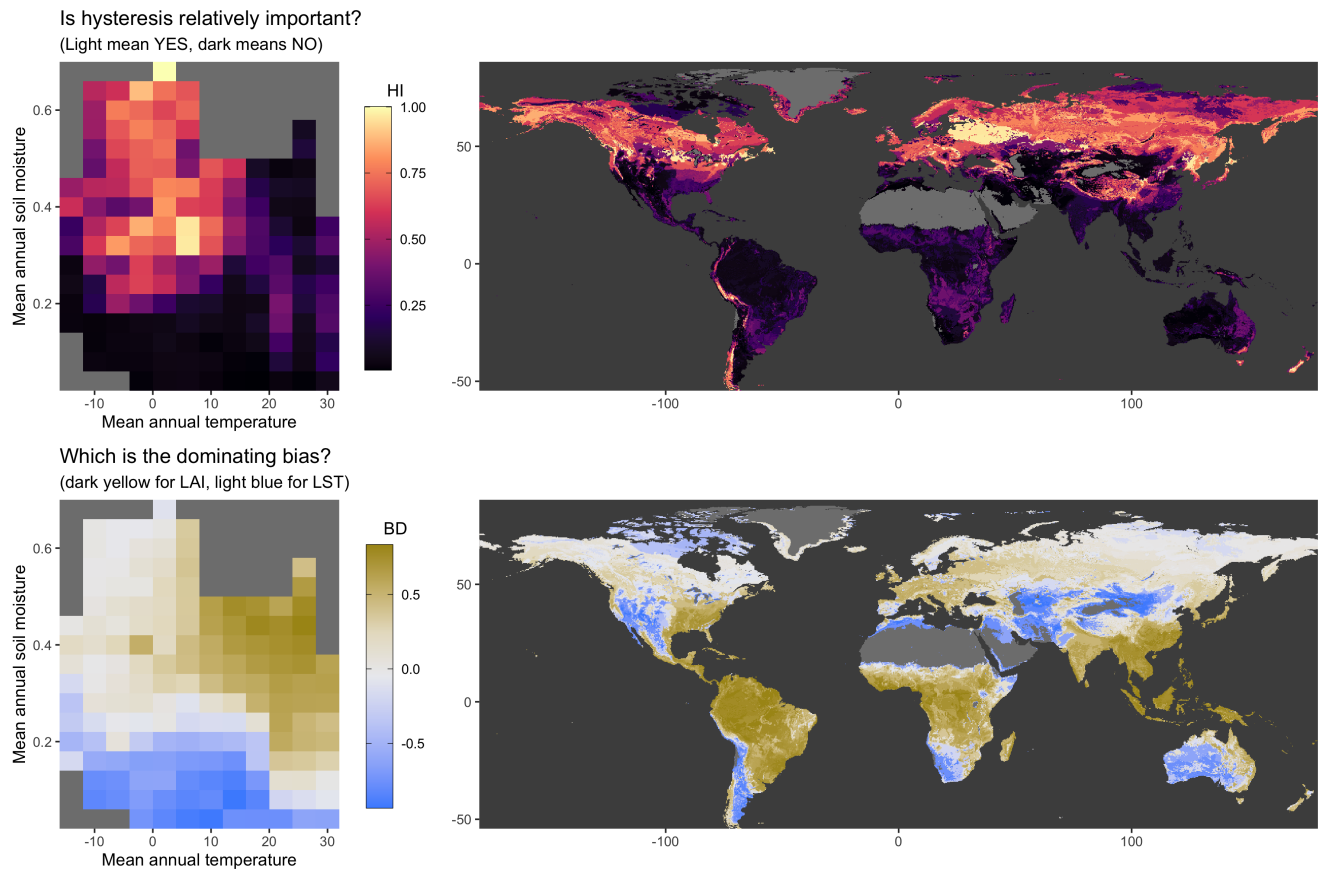 Is hysteresis relatively important?
(Light mean YES, dark means NO)
Mean annual soil moisture
0.6
0.4
0.2
-10 0 10 20 30
Mean annual temperature
HI
1.00
0.75
0.50
0.25
50
0
-50
-100 0 100
Which is the dominating bias?
(dark yellow for LAI, light blue for LST)
Mean annual soil moisture
0.6
0.4
0.2
-10 0 10 20 30
Mean annual temperature
BD
0.5
0.0
-0.5
50
0
-50
-100 0 100